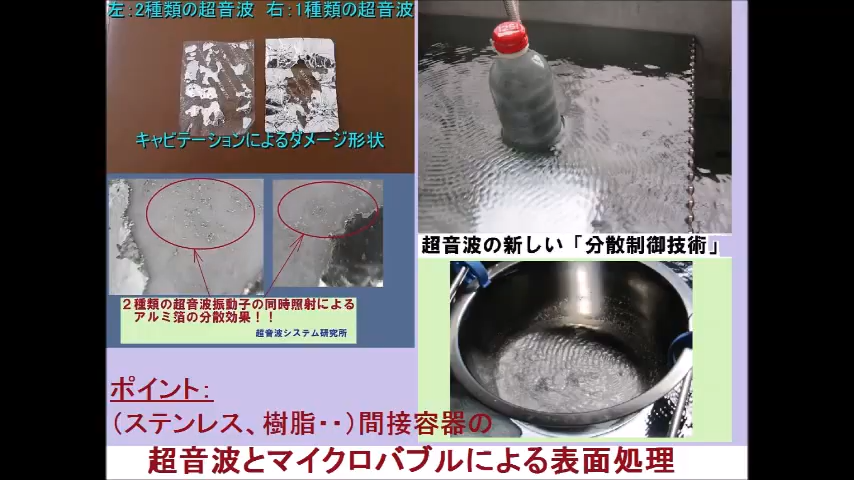 左：2種類の超音波 右：1種類の超音波
キャビテーションによるダメージ形状
2種類の超音波振動子の同時照射による
アルミ箔の分散効果！！
超音波システム研究所
超音波の新しい「分散制御技術」
ポイント：
（ステンレス、樹脂・・）間接容器の
超音波とマイクロバブルによる表面処理